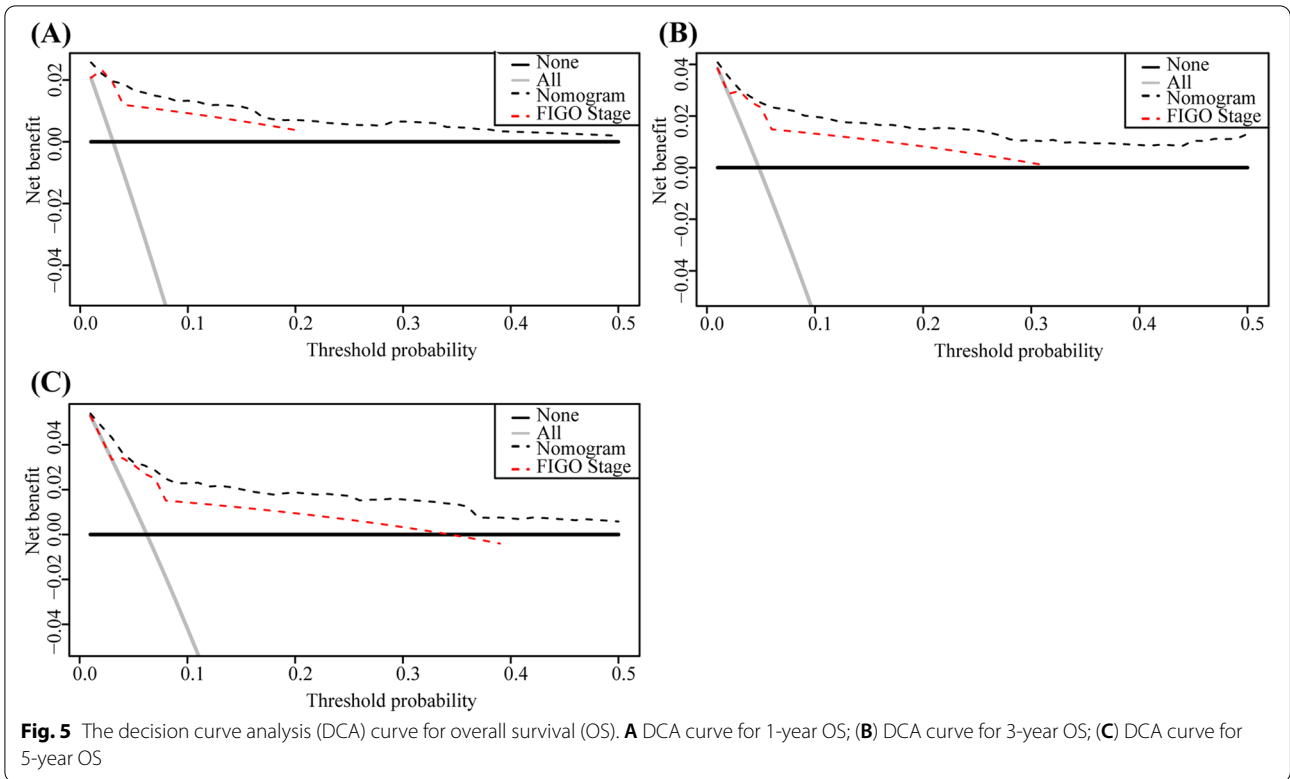 (A)
None
All
Nomogram
FIGO Stage
Net benefit
0.02
0.00
−0.02
−0.04
0.0 0.1 0.2 0.3 0.4 0.5
Threshold probability
(B)
None
All
Nomogram
FIGO Stage
Net benefit
0.04
0.02
0.00
−0.02
−0.04
0.0 0.1 0.2 0.3 0.4 0.5
Threshold probability
(C)
None
All
Nomogram
FIGO Stage
Net benefit
0.04
0.02
0.00
−0.02
−0.04
0.0 0.1 0.2 0.3 0.4 0.5
Threshold probability
Fig. 5 The decision curve analysis (DCA) curve for overall survival (OS). A DCA curve for 1-year OS; (B) DCA curve for 3-year OS; (C) DCA curve for
5-year OS